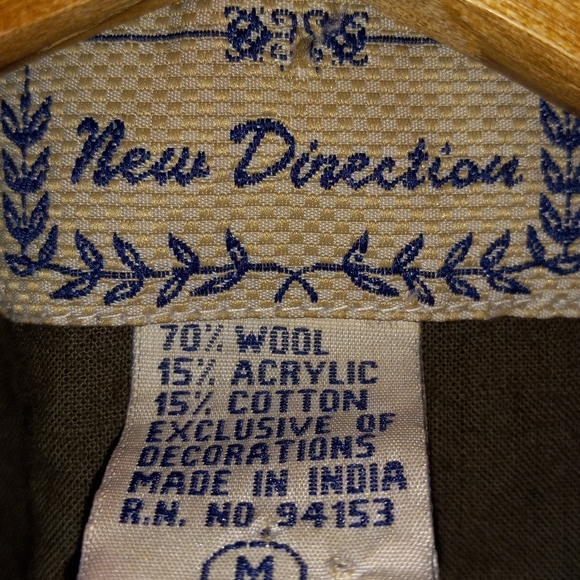 New Direction
70% WOOL
15% ACRYLIC
15% COTTON
EXCLUSIVE OF
DECORATIONS
MADE IN INDIA
R.N. NO. 94153
M